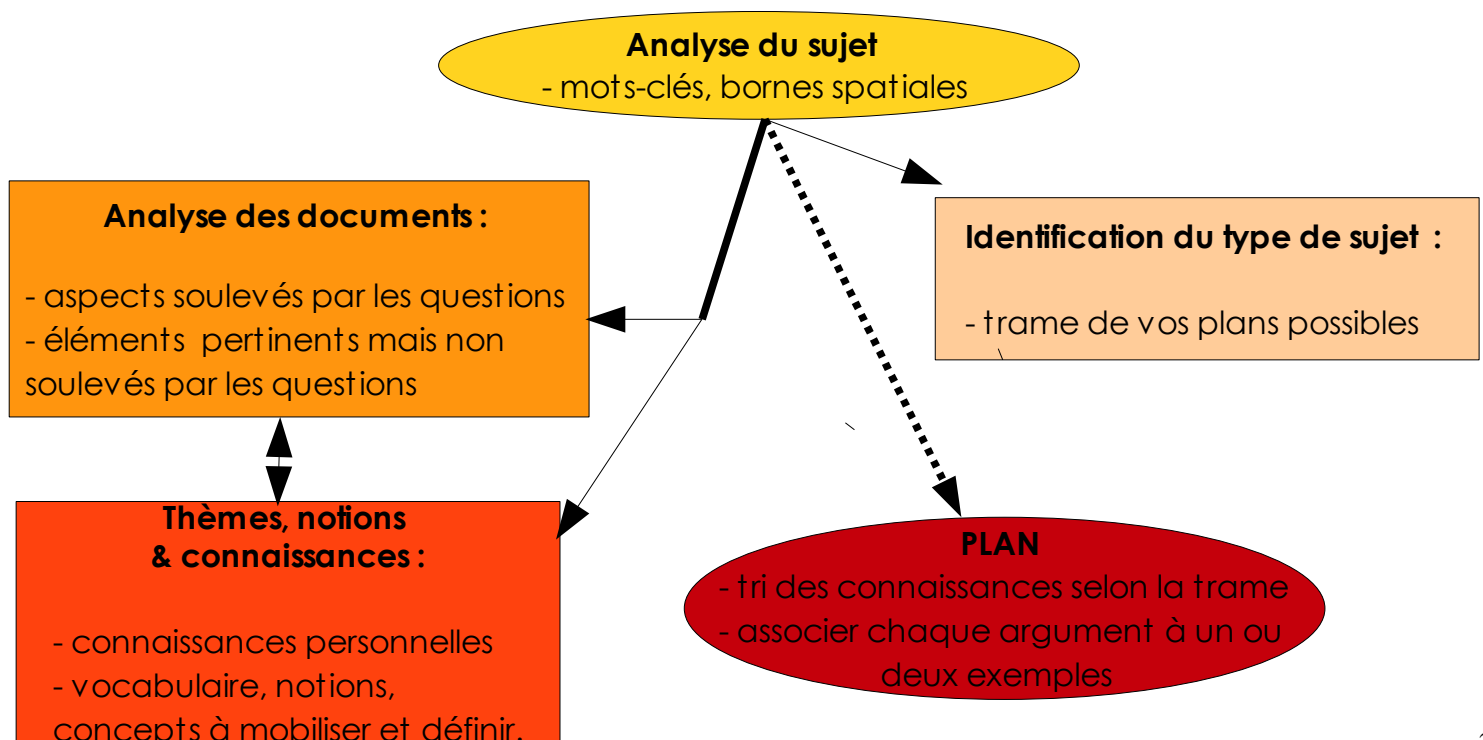 Analyse du sujet
- mots-clés, bornes spatiales
Analyse des documents :
- aspects soulevés par les questions
- éléments pertinents mais non
soulevés par les questions
Identification du type de sujet :
- trame de vos plans possibles
Thèmes, notions
& connaissances :
- connaissances personnelles
- vocabulaire, notions,
concepts à mobiliser et définir.
PLAN
- tri des connaissances selon la trame
- associer chaque argument à un ou
deux exemples